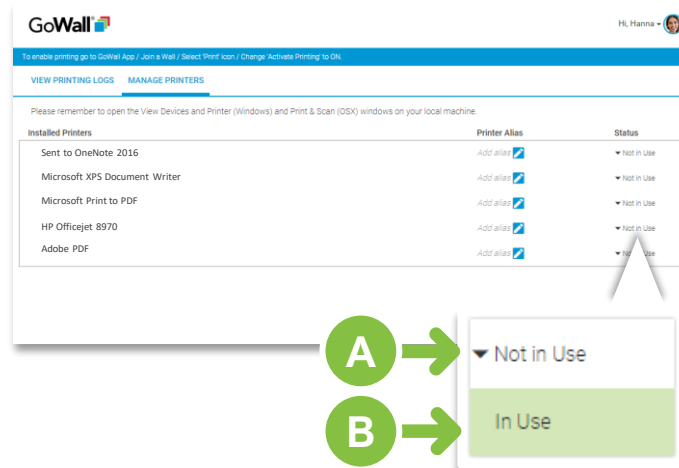 GoWall
Hi, Hanna
To enable printing go to GoWall App / Join a Wall / Select 'Print' icon / Change 'Activate Printing' to ON.
VIEW PRINTING LOGS MANAGE PRINTERS
Please remember to open the View Devices and Printer (Windows) and Print & Scan (OSX) windows on your local machine.
Installed Printers Printer Alias Status
Sent to OneNote 2016 Add alias Not in Use
Microsoft XPS Document Writer Add alias Not in Use
Microsoft Print to PDF Add alias Not in Use
HP Officejet 8970 Add alias Not in Use
Adobe PDF Add alias Not in Use
A Not in Use
B In Use